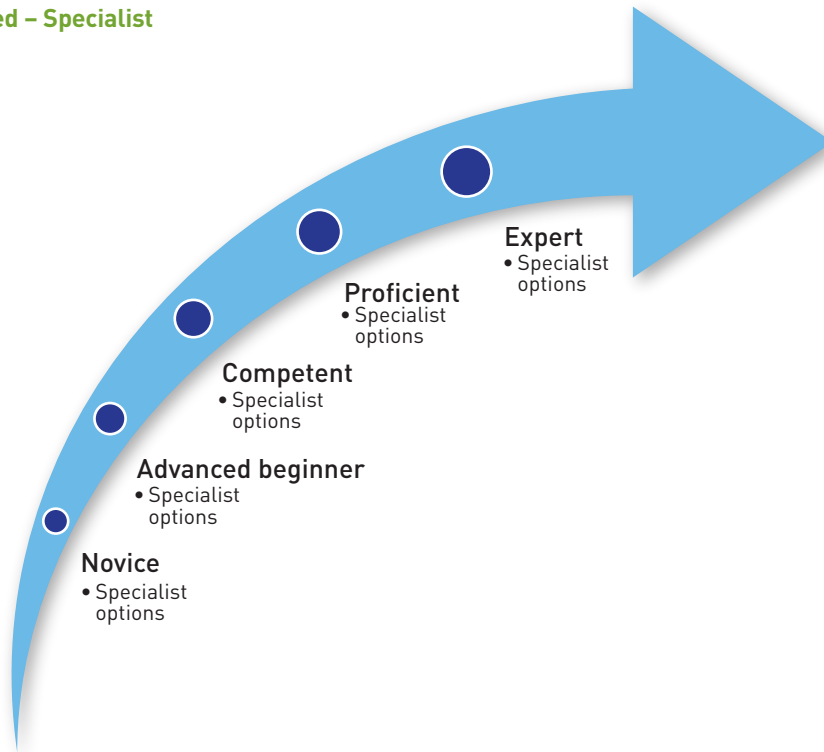 ed – Specialist
Expert
• Specialist
options
Proficient
• Specialist
options
Competent
• Specialist
options
Advanced beginner
• Specialist
options
Novice
• Specialist
options